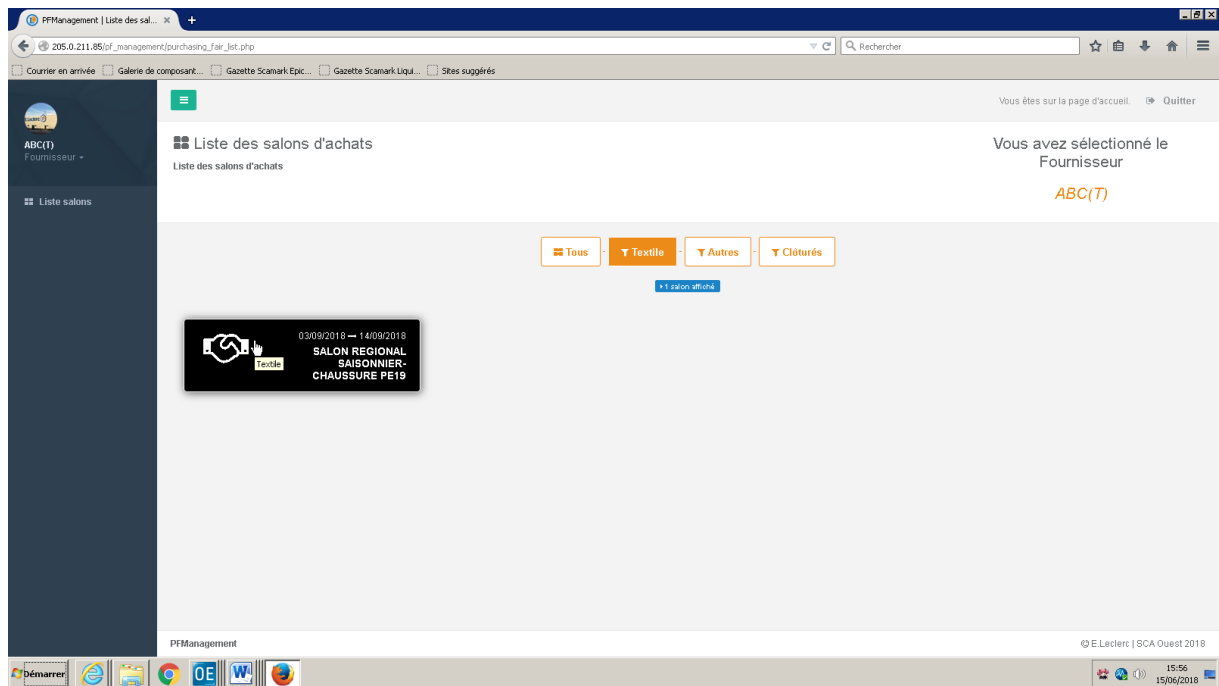 PFManagement | Liste des sal...
205.0.211.85/pf_management/purchasing_fair_list.php
Rechercher
Courrier en arrivée Galerie de composant... Gazette Scamark Epic... Gazette Scamark Liqui... Sites suggérés
Vous êtes sur la page d'accueil. Quitter
ABC(T)
Fournisseur
Liste salons
Liste des salons d'achats
Liste des salons d'achats
Vous avez sélectionné le
Fournisseur
ABC(T)
Tous - Textile - Autres - Clôturés
1 salon affiché
03/09/2018 → 14/09/2018
SALON REGIONAL
SAISONNIER-
CHAUSSURE PE19
Textile
PFManagement
© E.Leclerc | SCA Ouest 2018
Démarrer
OE
W
15:56
15/06/2018